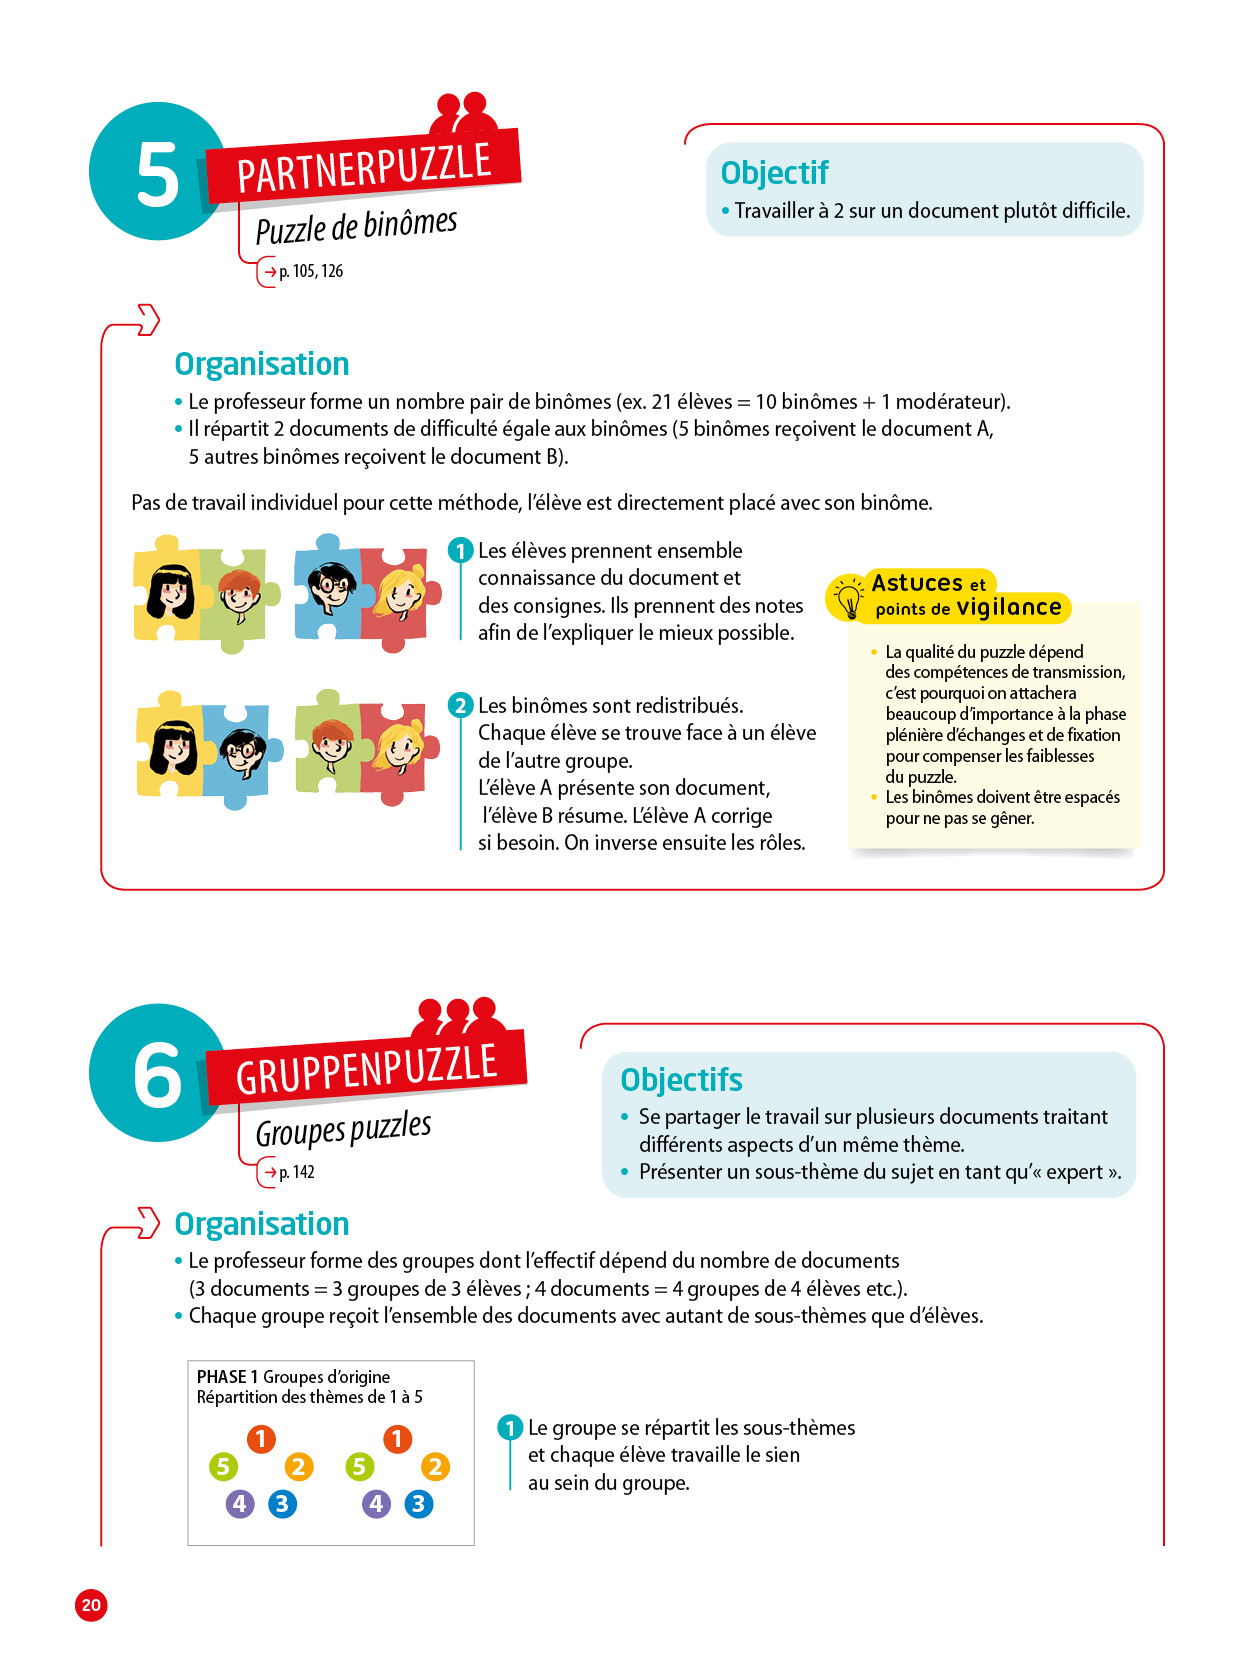 5
PARTNERPUZZLE
Puzzle de binômes
→ p. 105, 126
Objectif
• Travailler à 2 sur un document plutôt difficile.
Organisation
• Le professeur forme un nombre pair de binômes (ex. 21 élèves = 10 binômes + 1 modérateur).
• Il répartit 2 documents de difficulté égale aux binômes (5 binômes reçoivent le document A,
5 autres binômes reçoivent le document B).
Pas de travail individuel pour cette méthode, l’élève est directement placé avec son binôme.
1 Les élèves prennent ensemble
connaissance du document et
des consignes. Ils prennent des notes
afin de l’expliquer le mieux possible.
2 Les binômes sont redistribués.
Chaque élève se trouve face à un élève
de l’autre groupe.
L’élève A présente son document,
l’élève B résume. L’élève A corrige
si besoin. On inverse ensuite les rôles.
Astuces et
points de vigilance
• La qualité du puzzle dépend
des compétences de transmission,
c’est pourquoi on attachera
beaucoup d’importance à la phase
plénière d’échanges et de fixation
pour compenser les faiblesses
du puzzle.
• Les binômes doivent être espacés
pour ne pas se gêner.
6
GRUPPENPUZZLE
Groupes puzzles
→ p. 142
Objectifs
• Se partager le travail sur plusieurs documents traitant
différents aspects d’un même thème.
• Présenter un sous-thème du sujet en tant qu’« expert ».
Organisation
• Le professeur forme des groupes dont l’effectif dépend du nombre de documents
(3 documents = 3 groupes de 3 élèves ; 4 documents = 4 groupes de 4 élèves etc.).
• Chaque groupe reçoit l’ensemble des documents avec autant de sous-thèmes que d’élèves.
PHASE 1 Groupes d’origine
Répartition des thèmes de 1 à 5
1 1
5 2 5 2
4 3 4 3
1 Le groupe se répartit les sous-thèmes
et chaque élève travaille le sien
au sein du groupe.
20